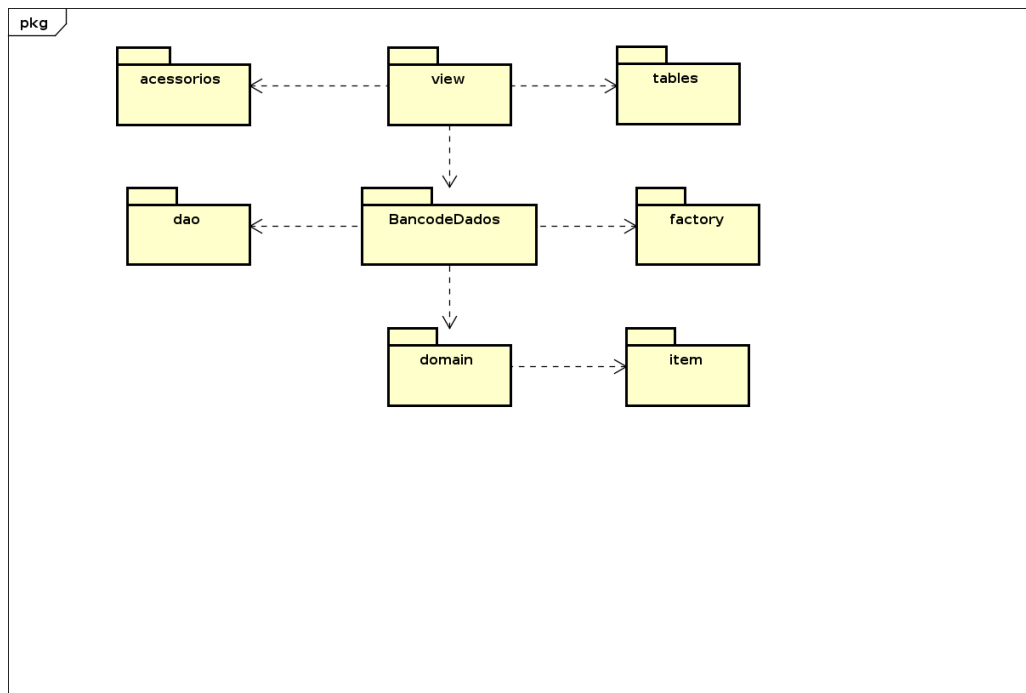 pkg
acessorios
view
tables
dao
BancodeDados
factory
domain
item